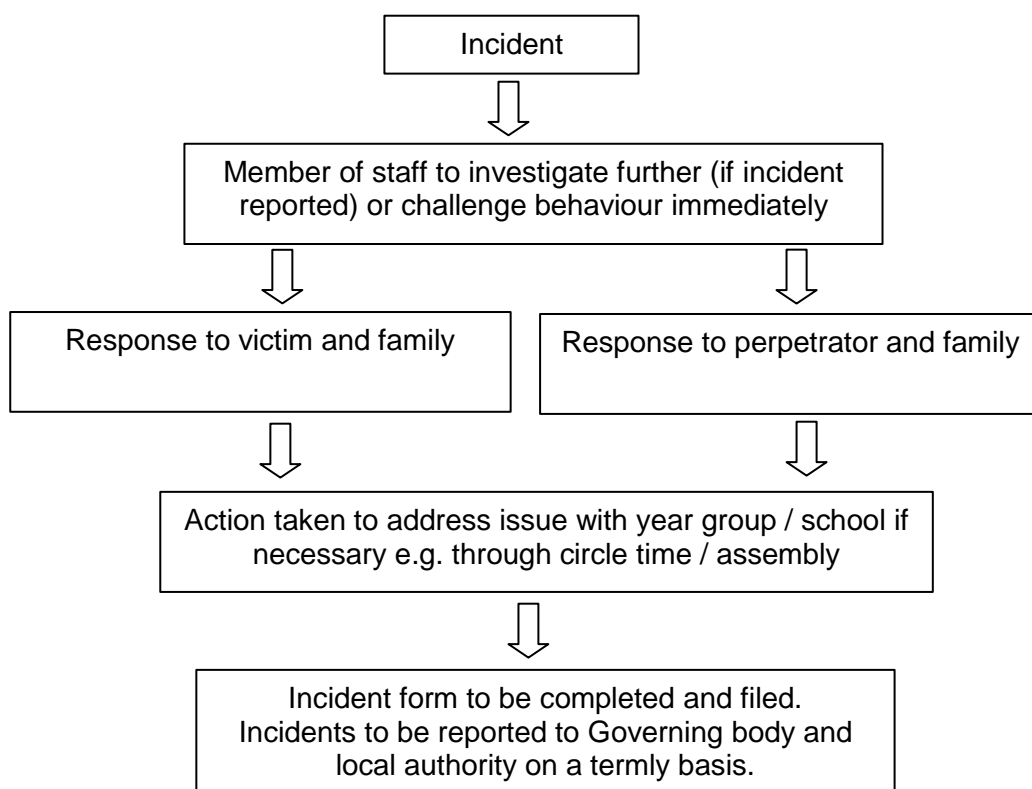 Incident
Member of staff to investigate further (if incident
reported) or challenge behaviour immediately
Response to victim and family
Response to perpetrator and family
Action taken to address issue with year group / school if
necessary e.g. through circle time / assembly
Incident form to be completed and filed.
Incidents to be reported to Governing body and
local authority on a termly basis.